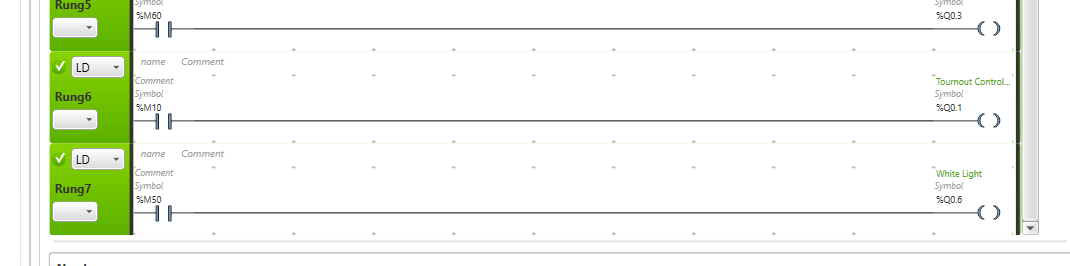 Rung5
Symbol
%M60
Symbol
%Q0.3
LD
name Comment
Comment
Symbol
%M10
Rung6
Tournout Control...
Symbol
%Q0.1
LD
name Comment
Comment
Symbol
%M50
Rung7
White Light
Symbol
%Q0.6